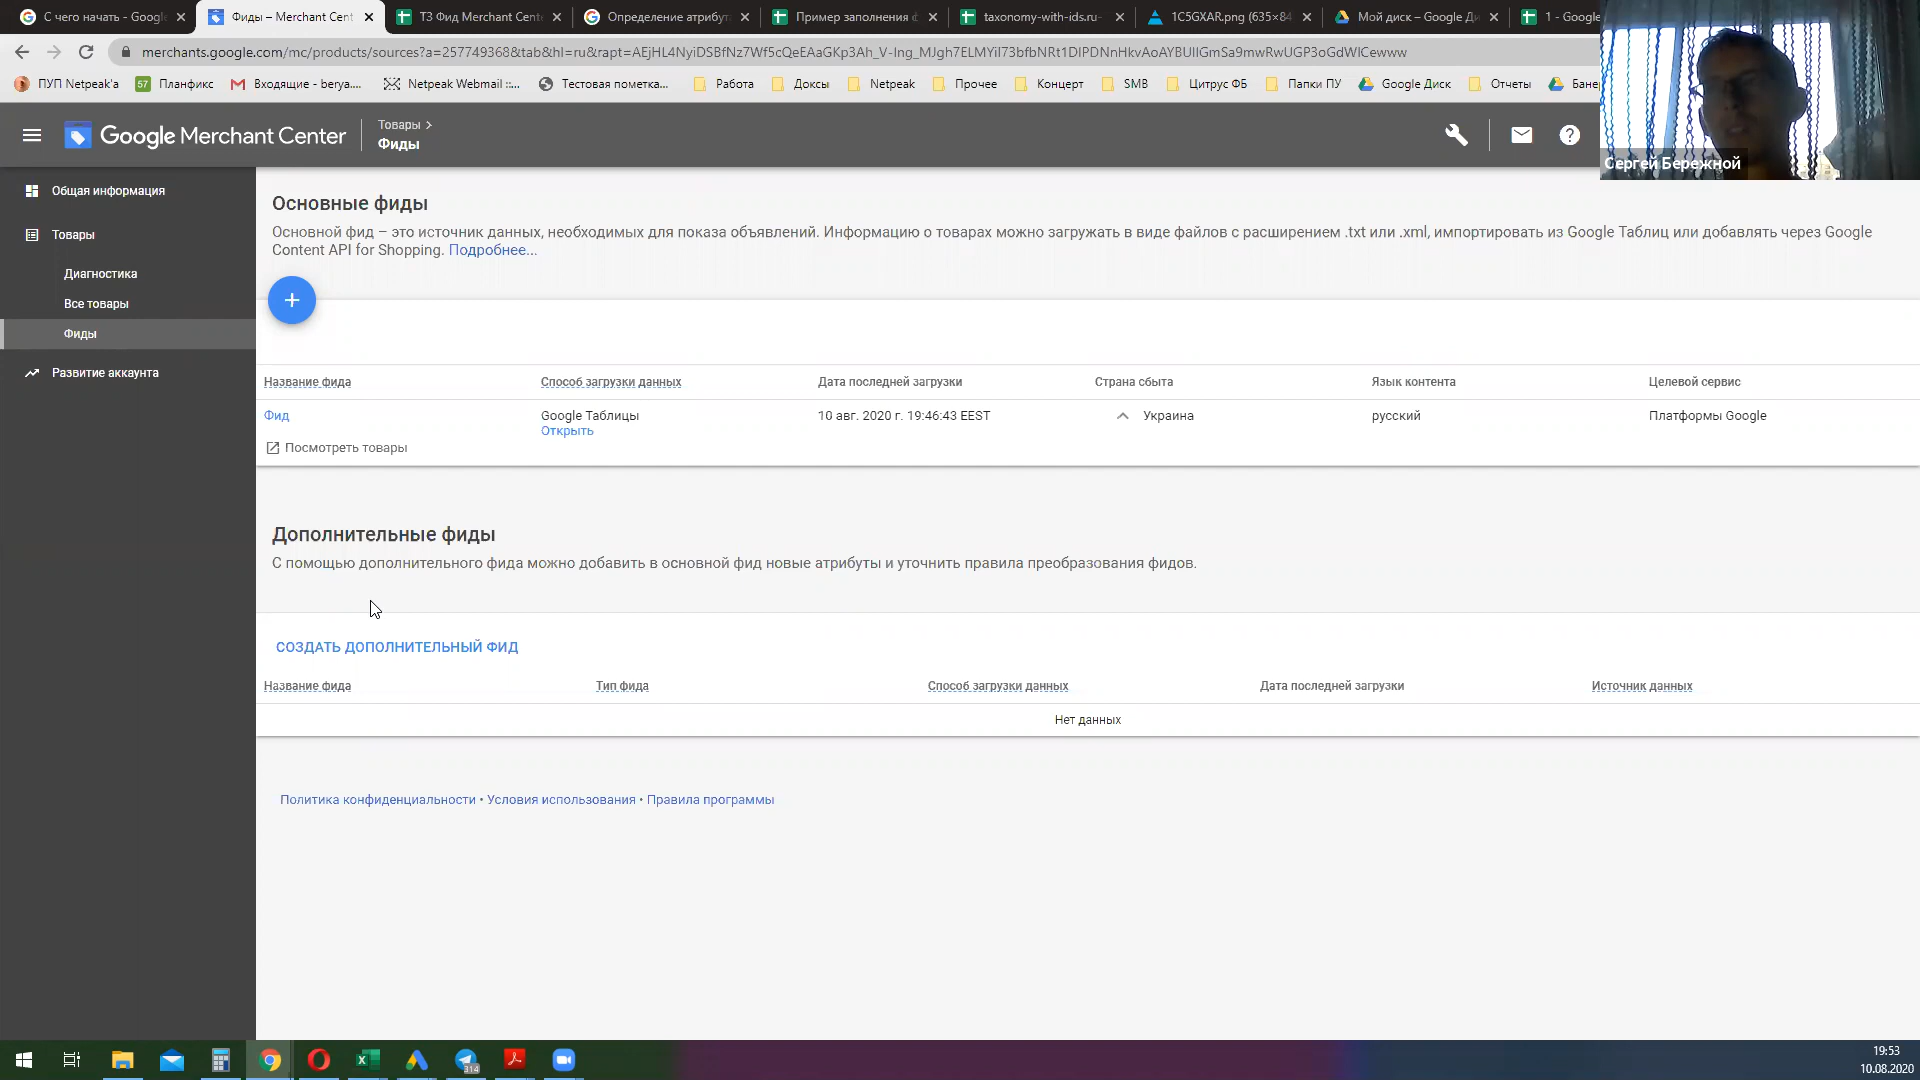 С чего начать - Google
Фиды – Merchant Cent
ТЗ Фид Merchant Cent
Определение атрибут
Пример заполнения ф
taxonomy-with-ids.ru-
1C5GXAR.png (635×84
Мой диск – Google Ди
1 - Google
merchants.google.com/mc/products/sources?a=257749368&tab&hl=ru&rapt=AEjHL4NyiDSBfNz7Wf5cQeEAaGKp3Ah_V-Ing_MJgh7ELMYiI73bfbNRt1DIPDNnHkvAoAYBUIIGmSa9mwRwUGP3oGdWICewww
ПУП Netpeak'а
Планфикс
Входящие - berya....
Netpeak Webmail ::...
Тестовая пометка...
Работа
Доксы
Netpeak
Прочее
Концерт
SMB
Цитрус ФБ
Папки ПУ
Google Диск
Отчеты
Google Merchant Center
Товары >
Фиды
Сергей Бережной
Общая информация
Товары
Диагностика
Все товары
Фиды
Развитие аккаунта
Основные фиды
Основной фид – это источник данных, необходимых для показа объявлений. Информацию о товарах можно загружать в виде файлов с расширением .txt или .xml, импортировать из Google Таблиц или добавлять через Google
Content API for Shopping. Подробнее...
Название фида Способ загрузки данных Дата последней загрузки Страна сбыта Язык контента Целевой сервис
Фид Google Таблицы 10 авг. 2020 г. 19:46:43 EEST Украина русский Платформы Google
Открыть
Посмотреть товары
Дополнительные фиды
С помощью дополнительного фида можно добавить в основной фид новые атрибуты и уточнить правила преобразования фидов.
СОЗДАТЬ ДОПОЛНИТЕЛЬНЫЙ ФИД
Название фида Тип фида Способ загрузки данных Дата последней загрузки Источник данных
Нет данных
Политика конфиденциальности • Условия использования • Правила программы
314
19:53
10.08.2020